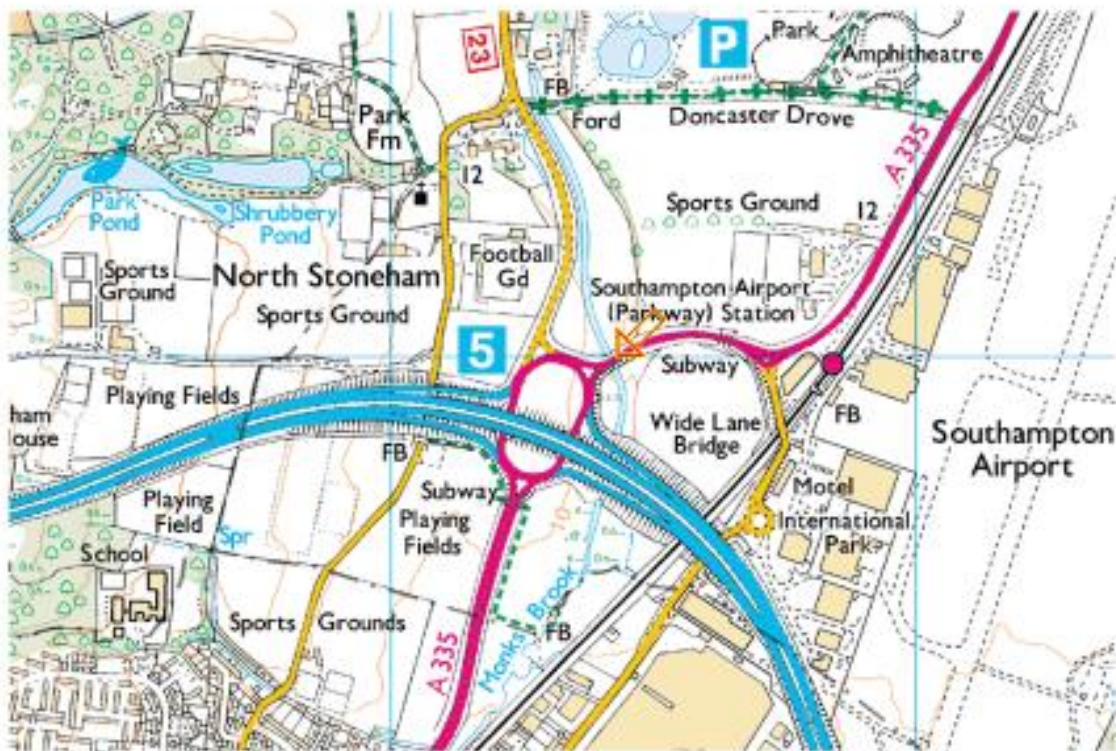 23
P
Park
Amphitheatre
FB
Ford
Doncaster Drove
A 335
Park
Fm
12
Park
Pond
Shrubbery
Pond
Sports Ground
12
Football
Gd
North Stoneham
Sports
Ground
Sports Ground
Southampton Airport
(Parkway) Station
5
Subway
Playing Fields
ham
ouse
Wide Lane
Bridge
FB
Southampton
Airport
FB
Subway
Playing
Field
Playing
Fields
Motel
International
Park
10
Spr
School
Sports Grounds
Monks Brook
FB
A 335